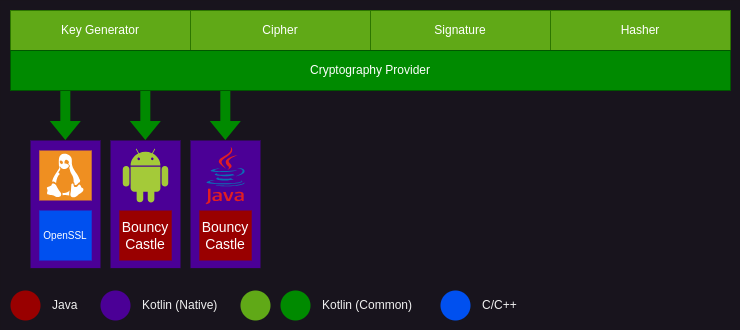 Key Generator
Cipher
Signature
Hasher
Cryptography Provider
Java
OpenSSL
Bouncy
Castle
Bouncy
Castle
Java
Kotlin (Native)
Kotlin (Common)
C/C++